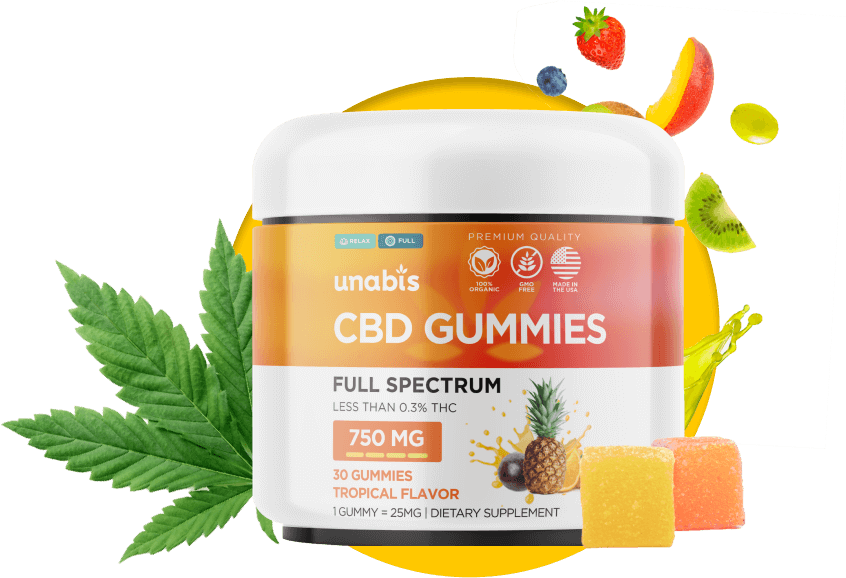 RELAX FULL
PREMIUM QUALITY
unabis
100% ORGANIC
GMO FREE
MADE IN THE USA
CBD GUMMIES
FULL SPECTRUM
LESS THAN 0.3% THC
750 MG
30 GUMMIES
TROPICAL FLAVOR
1 GUMMY = 25MG | DIETARY SUPPLEMENT